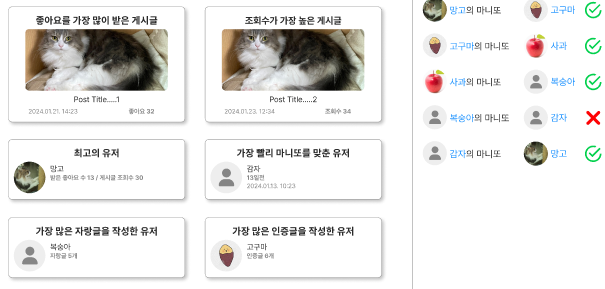 좋아요를 가장 많이 받은 게시글
Post Title.....1
2024.01.21. 14:23 좋아요 32
조회수가 가장 높은 게시글
Post Title.....2
2024.01.23. 12:34 조회수 34
최고의 유저
망고
받은 좋아요 수 13 / 게시글 조회수 30
가장 빨리 마니또를 맞춘 유저
감자
13일전
2024.01.13. 10:23
가장 많은 자랑글을 작성한 유저
복숭아
자랑글 5개
가장 많은 인증글을 작성한 유저
고구마
인증글 6개
망고의 마니또 고구마
고구마의 마니또 사과
사과의 마니또 복숭아
복숭아의 마니또 감자
감자의 마니또 망고